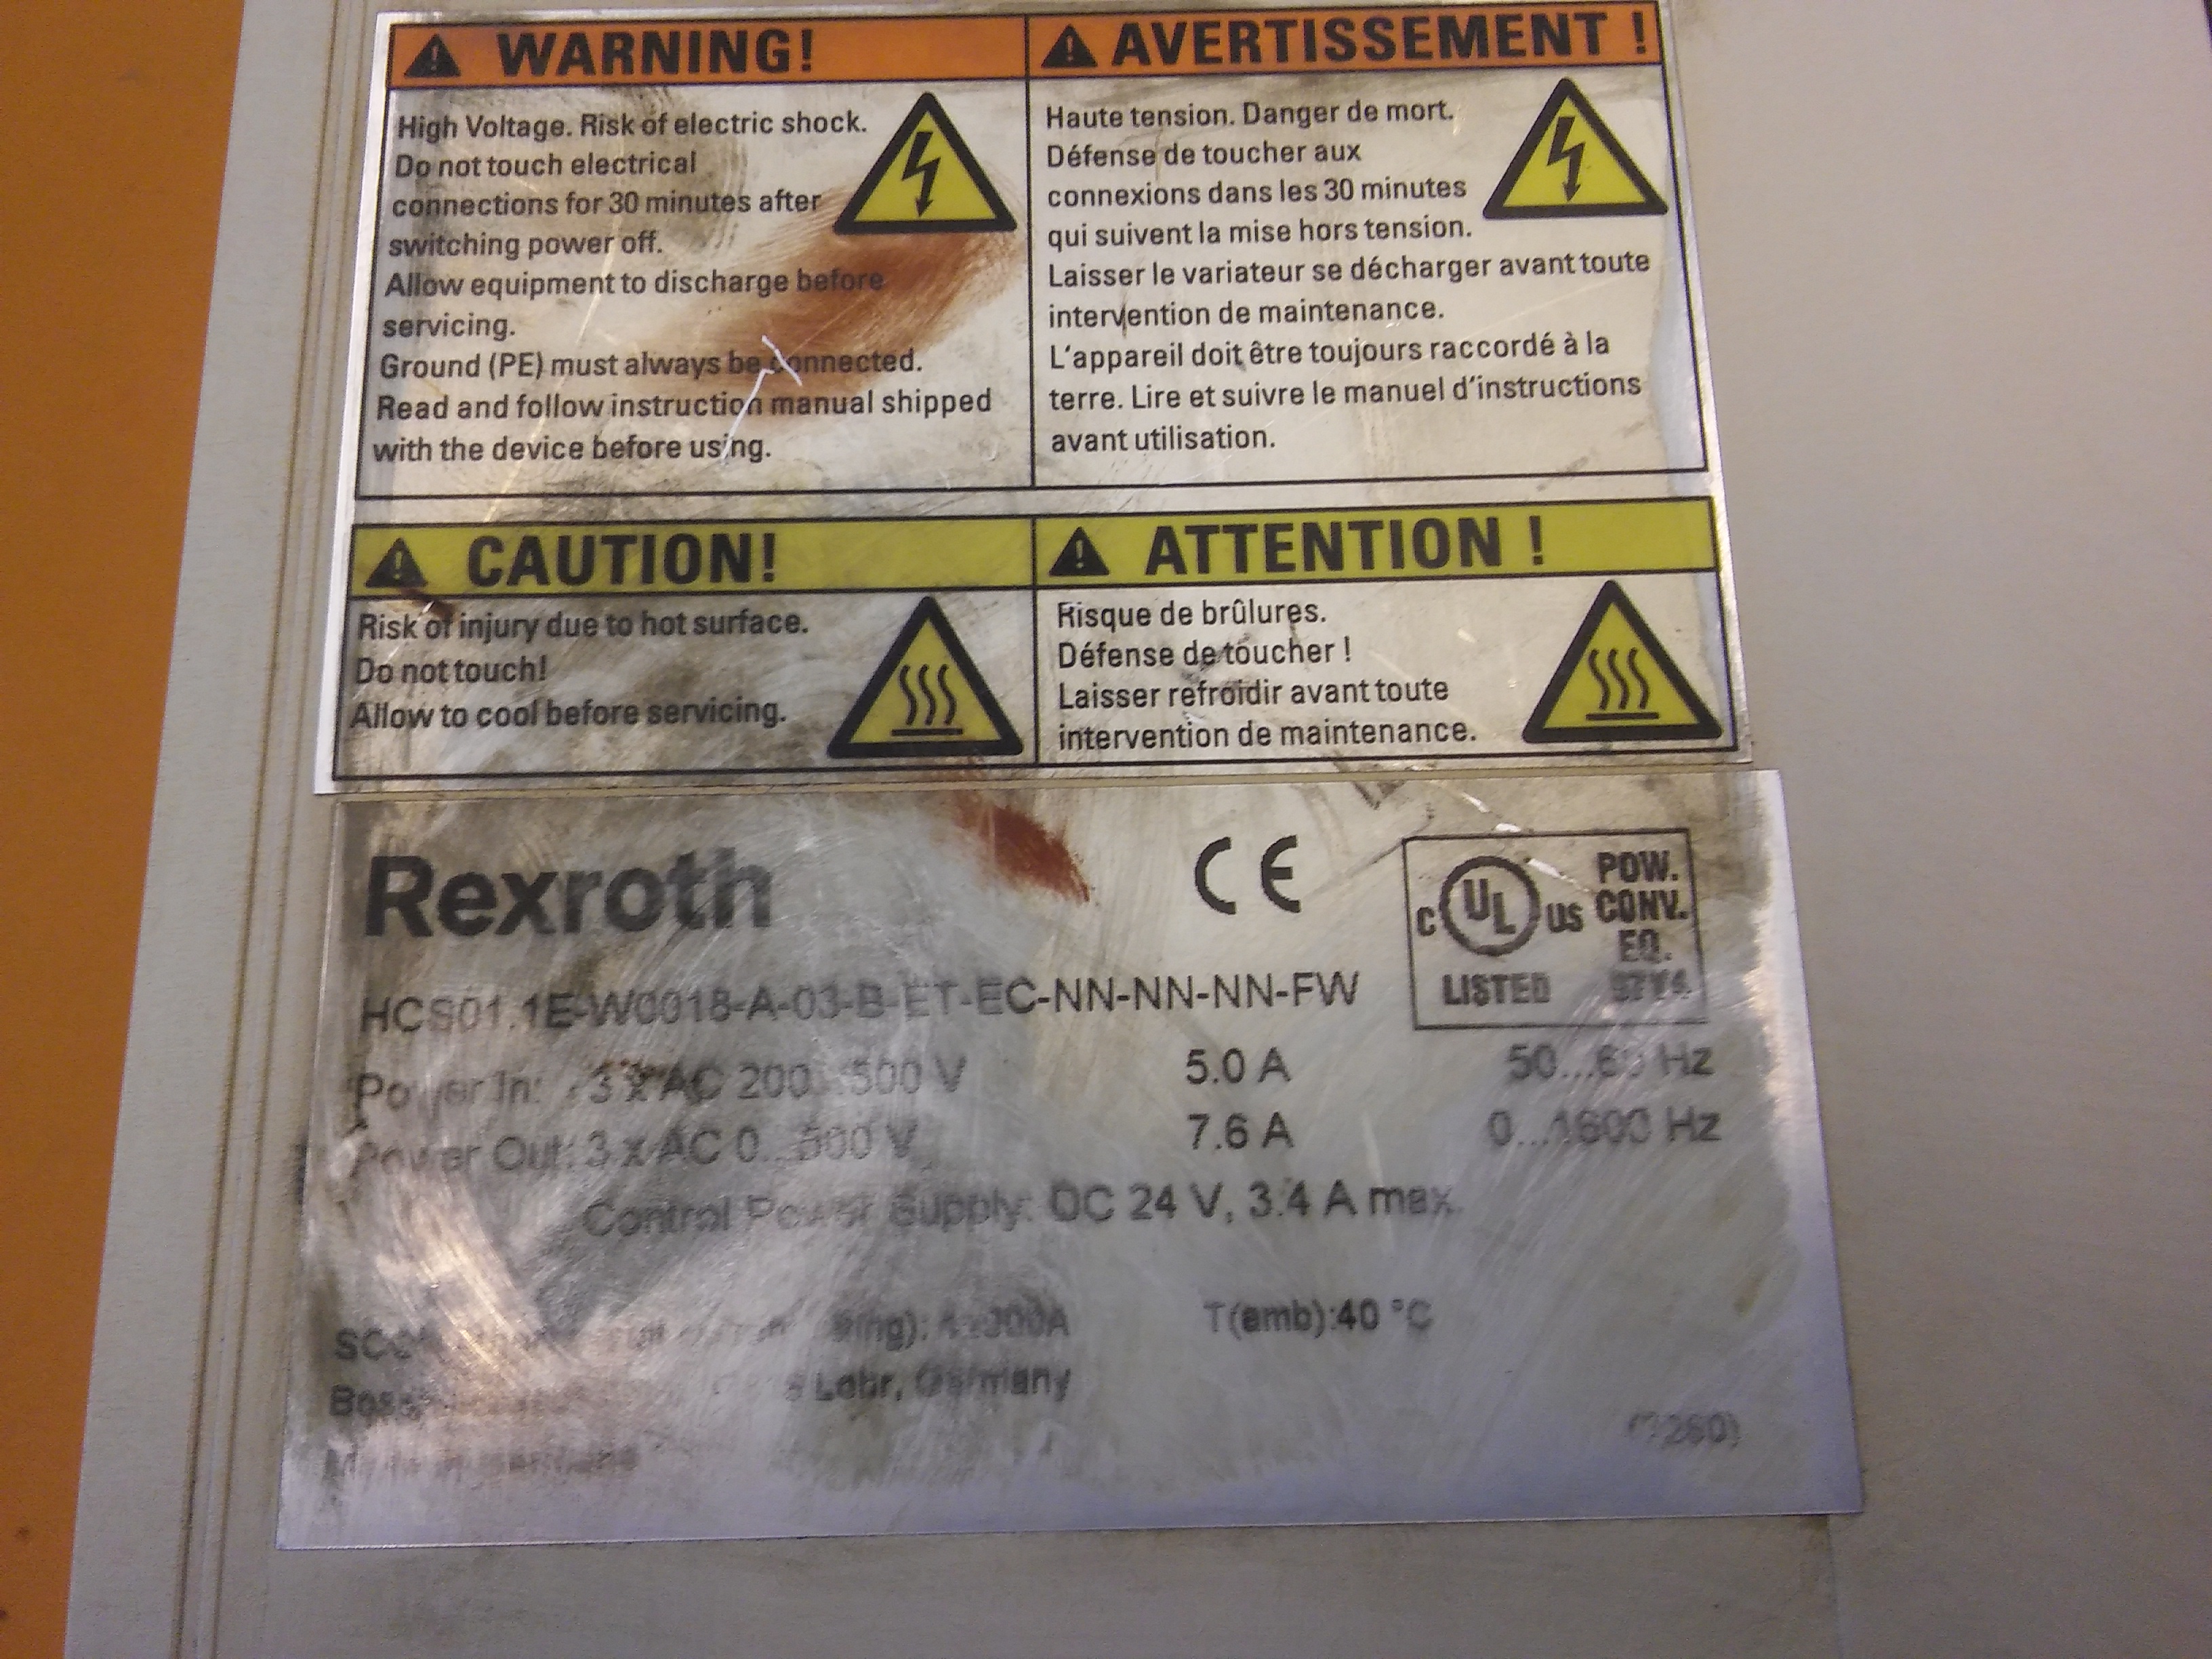 WARNING!
High Voltage. Risk of electric shock.
Do not touch electrical
connections for 30 minutes after
switching power off.
Allow equipment to discharge before
servicing.
Ground (PE) must always be connected.
Read and follow instruction manual shipped
with the device before using.
AVERTISSEMENT !
Haute tension. Danger de mort.
Défense de toucher aux
connexions dans les 30 minutes
qui suivent la mise hors tension.
Laisser le variateur se décharger avant toute
intervention de maintenance.
L'appareil doit être toujours raccordé à la
terre. Lire et suivre le manuel d'instructions
avant utilisation.
CAUTION!
Risk of injury due to hot surface.
Do not touch!
Allow to cool before servicing.
ATTENTION !
Risque de brûlures.
Défense de toucher !
Laisser refroidir avant toute
intervention de maintenance.
Rexroth
CE
C UL US
POW.
CONV.
EQ.
LISTED
HCS01.1E-W0018-A-03-B-ET-EC-NN-NN-NN-FW
Power In: 3 x AC 200...500 V 5.0 A 50...60 Hz
Power Out: 3 x AC 0...500 V 7.6 A 0...1600 Hz
Control Power Supply: DC 24 V, 3.4 A max.
T(amb):40 °C
Lohr, Germany